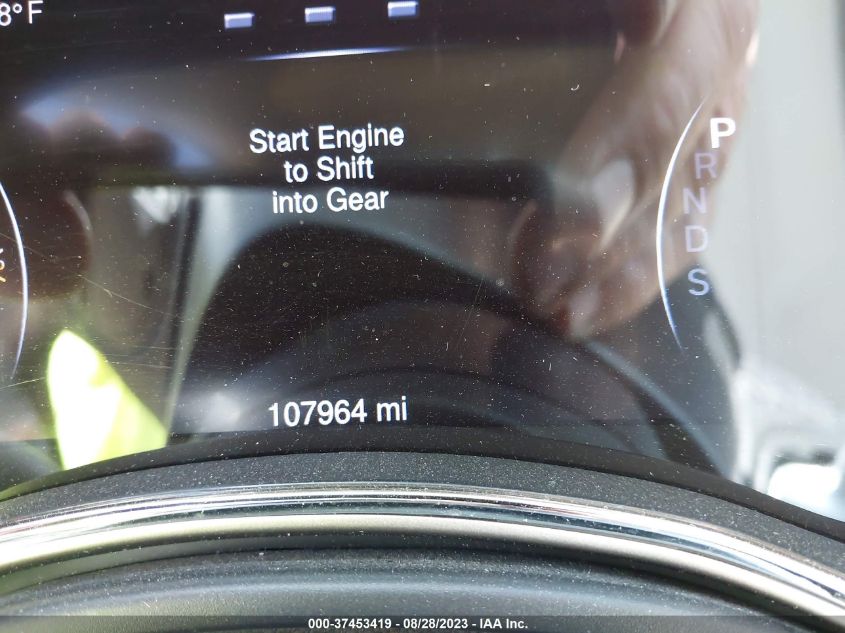 8°F
Start Engine
to Shift
into Gear
P
R
N
D
S
107964 mi
000-37453419 - 08/28/2023 - IAA Inc.